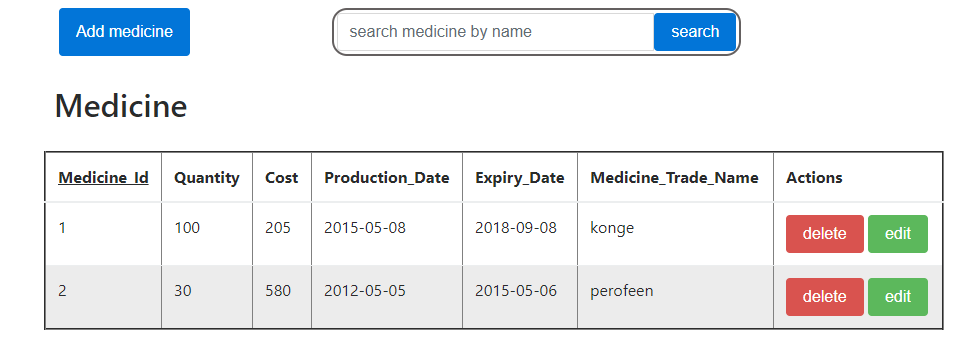 Add medicine search medicine by name search
Medicine
Medicine_Id Quantity Cost Production_Date Expiry_Date Medicine_Trade_Name Actions
1 100 205 2015-05-08 2018-09-08 konge delete edit
2 30 580 2012-05-05 2015-05-06 perofeen delete edit